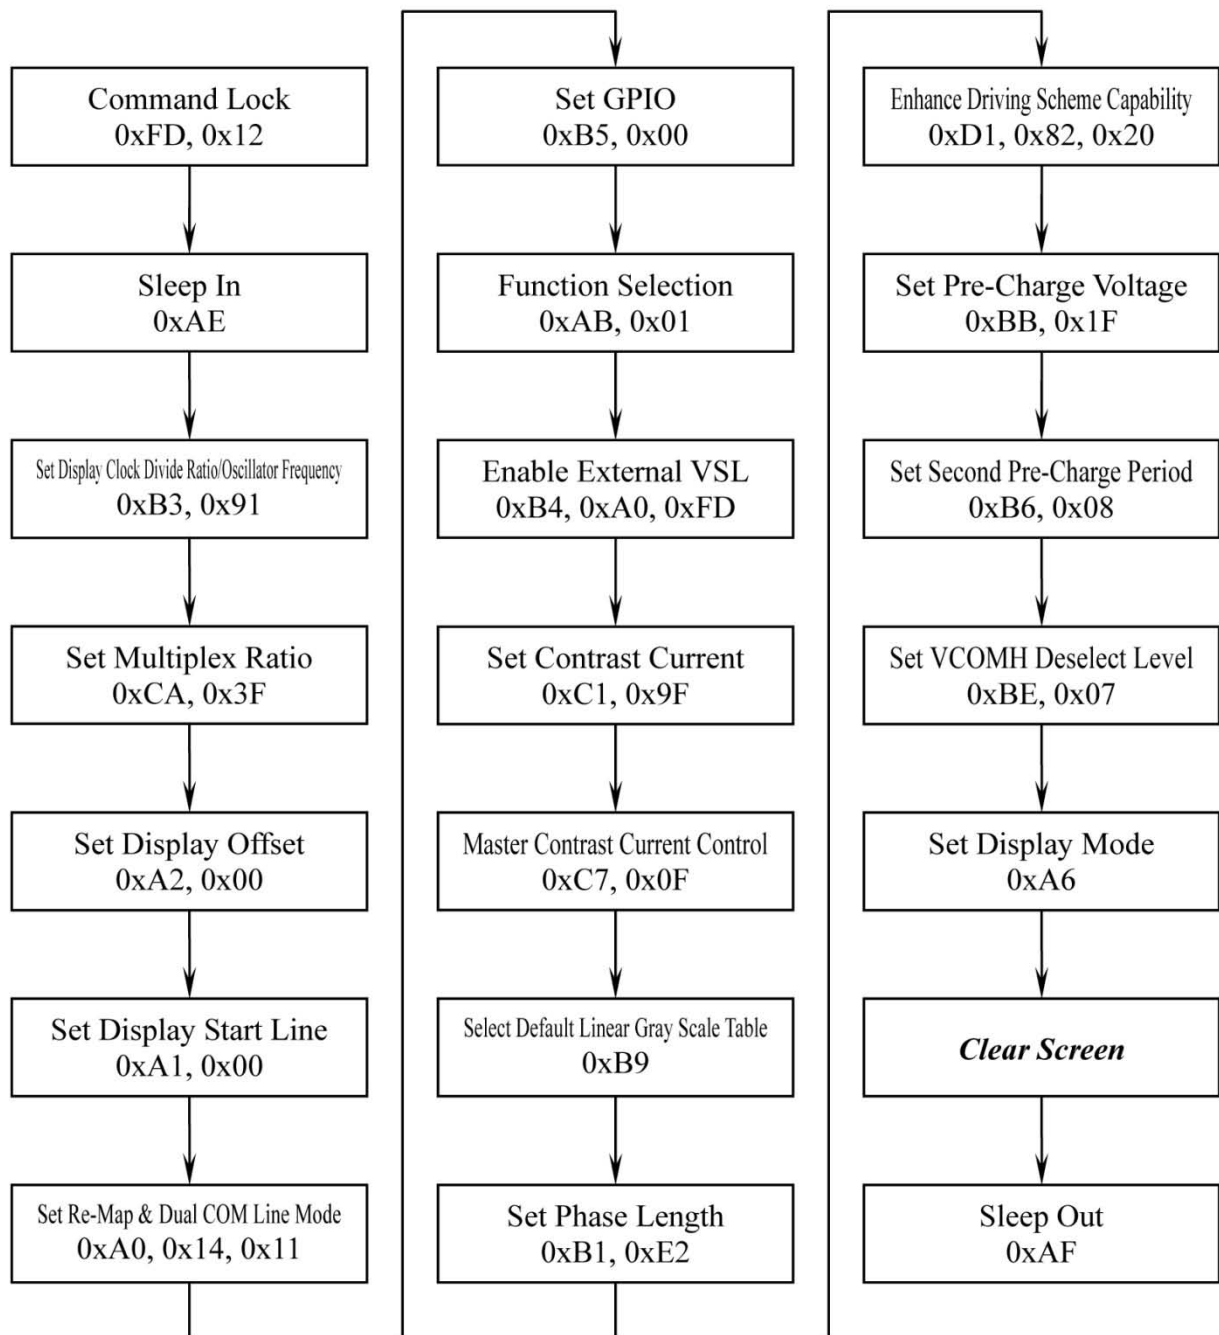 Command Lock
0xFD, 0x12
Sleep In
0xAE
Set Display Clock Divide Ratio/Oscillator Frequency
0xB3, 0x91
Set Multiplex Ratio
0xCA, 0x3F
Set Display Offset
0xA2, 0x00
Set Display Start Line
0xA1, 0x00
Set Re-Map & Dual COM Line Mode
0xA0, 0x14, 0x11
Set GPIO
0xB5, 0x00
Function Selection
0xAB, 0x01
Enable External VSL
0xB4, 0xA0, 0xFD
Set Contrast Current
0xC1, 0x9F
Master Contrast Current Control
0xC7, 0x0F
Select Default Linear Gray Scale Table
0xB9
Set Phase Length
0xB1, 0xE2
Enhance Driving Scheme Capability
0xD1, 0x82, 0x20
Set Pre-Charge Voltage
0xBB, 0x1F
Set Second Pre-Charge Period
0xB6, 0x08
Set VCOMH Deselect Level
0xBE, 0x07
Set Display Mode
0xA6
Clear Screen
Sleep Out
0xAF